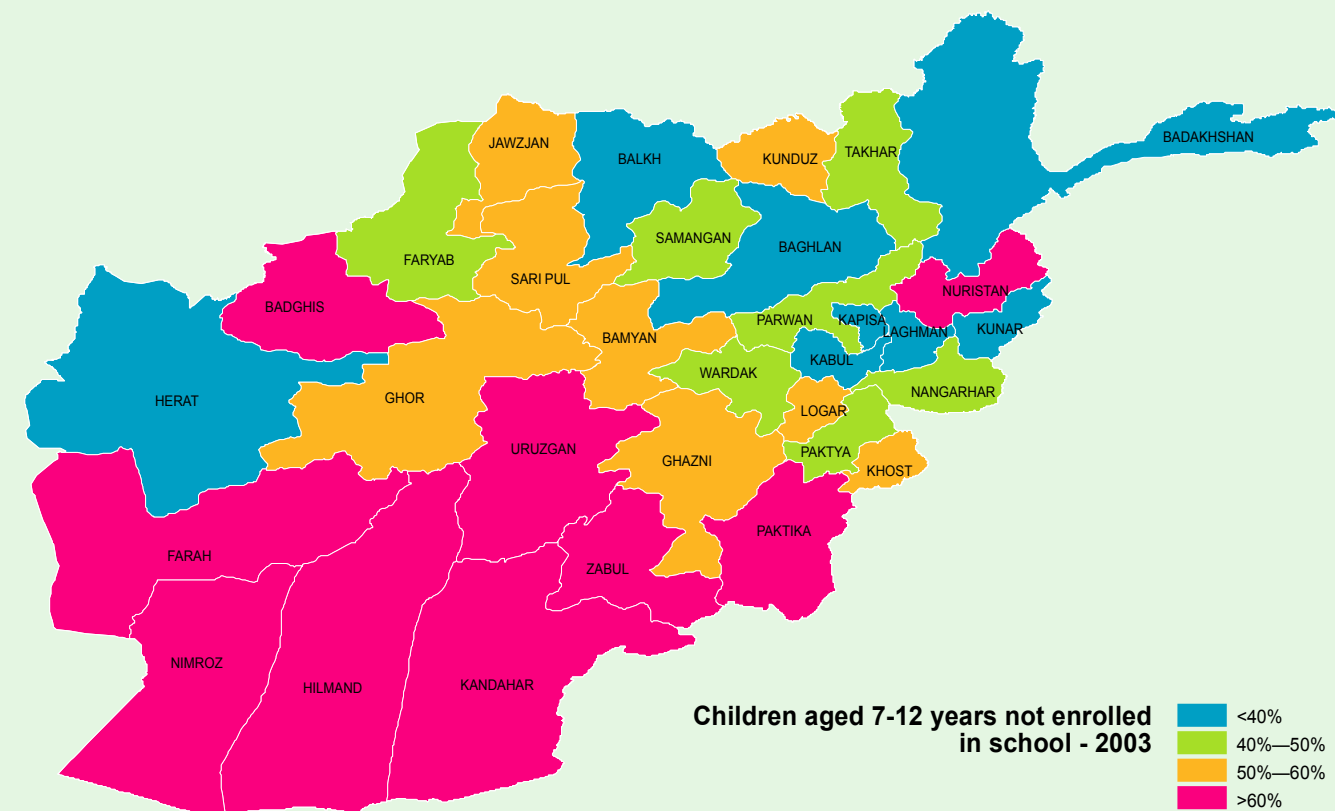 BADAKHSHAN
JAWZJAN
BALKH
KUNDUZ
TAKHAR
SAMANGAN
BAGHLAN
FARYAB
SARI PUL
NURISTAN
BADGHIS
PARWAN
KAPISA
LAGHMAN
KUNAR
BAMYAN
KABUL
WARDAK
NANGARHAR
HERAT
GHOR
LOGAR
URUZGAN
GHAZNI
PAKTYA
KHOST
PAKTIKA
FARAH
ZABUL
NIMROZ
HILMAND
KANDAHAR
Children aged 7-12 years not enrolled
in school - 2003
<40%
40%—50%
50%—60%
>60%